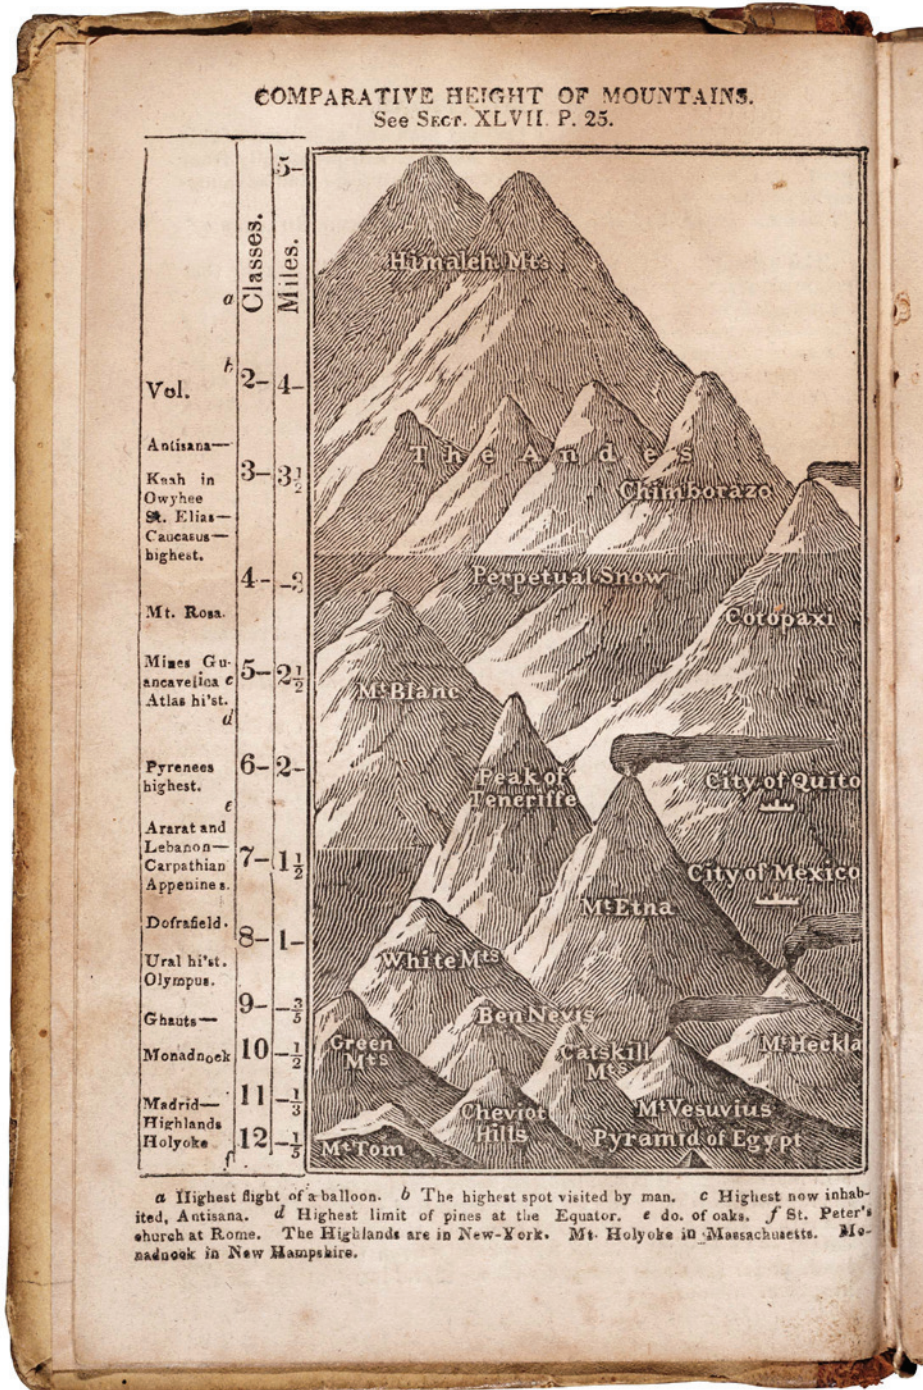 COMPARATIVE HEIGHT OF MOUNTAINS.
See SECT. XLVII. P. 25.
Classes.
Miles.
5-
a
b
Vol.
2-
4-
Antisana—
Kaah in
Owyhee
St. Elias—
Caucasus—
highest.
3-
3½
4-
-3
Mt. Rosa.
Mines Gu-
ancavelica c
Atlas hi'st.
d
5-
2½
Pyrenees
highest.
6-
2-
e
Ararat and
Lebanon—
Carpathian
Appenines.
7-
1½
Dofrafield.
8-
1-
Ural hi'st.
Olympus.
9-
-¾
Ghauts—
Monadnock
10
-½
Madrid—
Highlands
Holyoke
11
-⅓
12
-⅕
f
Himaleh Mts
The Andes
Chimborazo
Perpetual Snow
Cotopaxi
Mt Blanc
Peak of
Teneriffe
City of Quito
City of Mexico
Mt Etna
White Mts
Ben Nevis
Green
Mts
Catskill
Mts
Mt Heckla
Cheviot
Hills
Mt Vesuvius
Mt Tom
Pyramid of Egypt
a Highest flight of a balloon. b The highest spot visited by man. c Highest now inhab-
ited, Antisana. d Highest limit of pines at the Equator. e do. of oaks. f St. Peter's
church at Rome. The Highlands are in New-York. Mt. Holyoke in Massachusetts. Mo-
nadnock in New Hampshire.